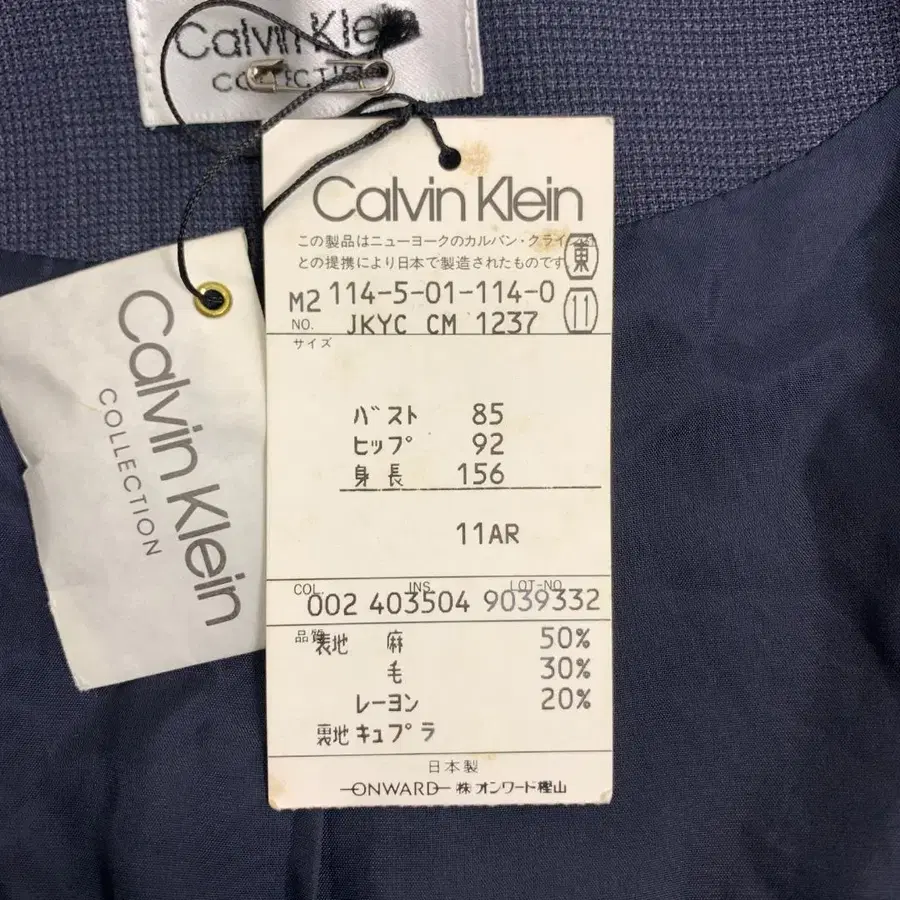 Calvin Klein
COLLECTION
Calvin Klein
この製品はニューヨークのカルバン・クライン
との提携により日本で製造されたものです。
東
M2 114-5-01-114-0
11
NO. JKYC CM 1237
サイズ
バスト 85
ヒップ 92
身長 156
11AR
COL. INS. LOT-NO.
002 403504 9039332
品質
表地 麻 50%
毛 30%
レーヨン 20%
裏地 キュプラ
日本製
ONWARD 株オンワード樫山
Calvin Klein
COLLECTION